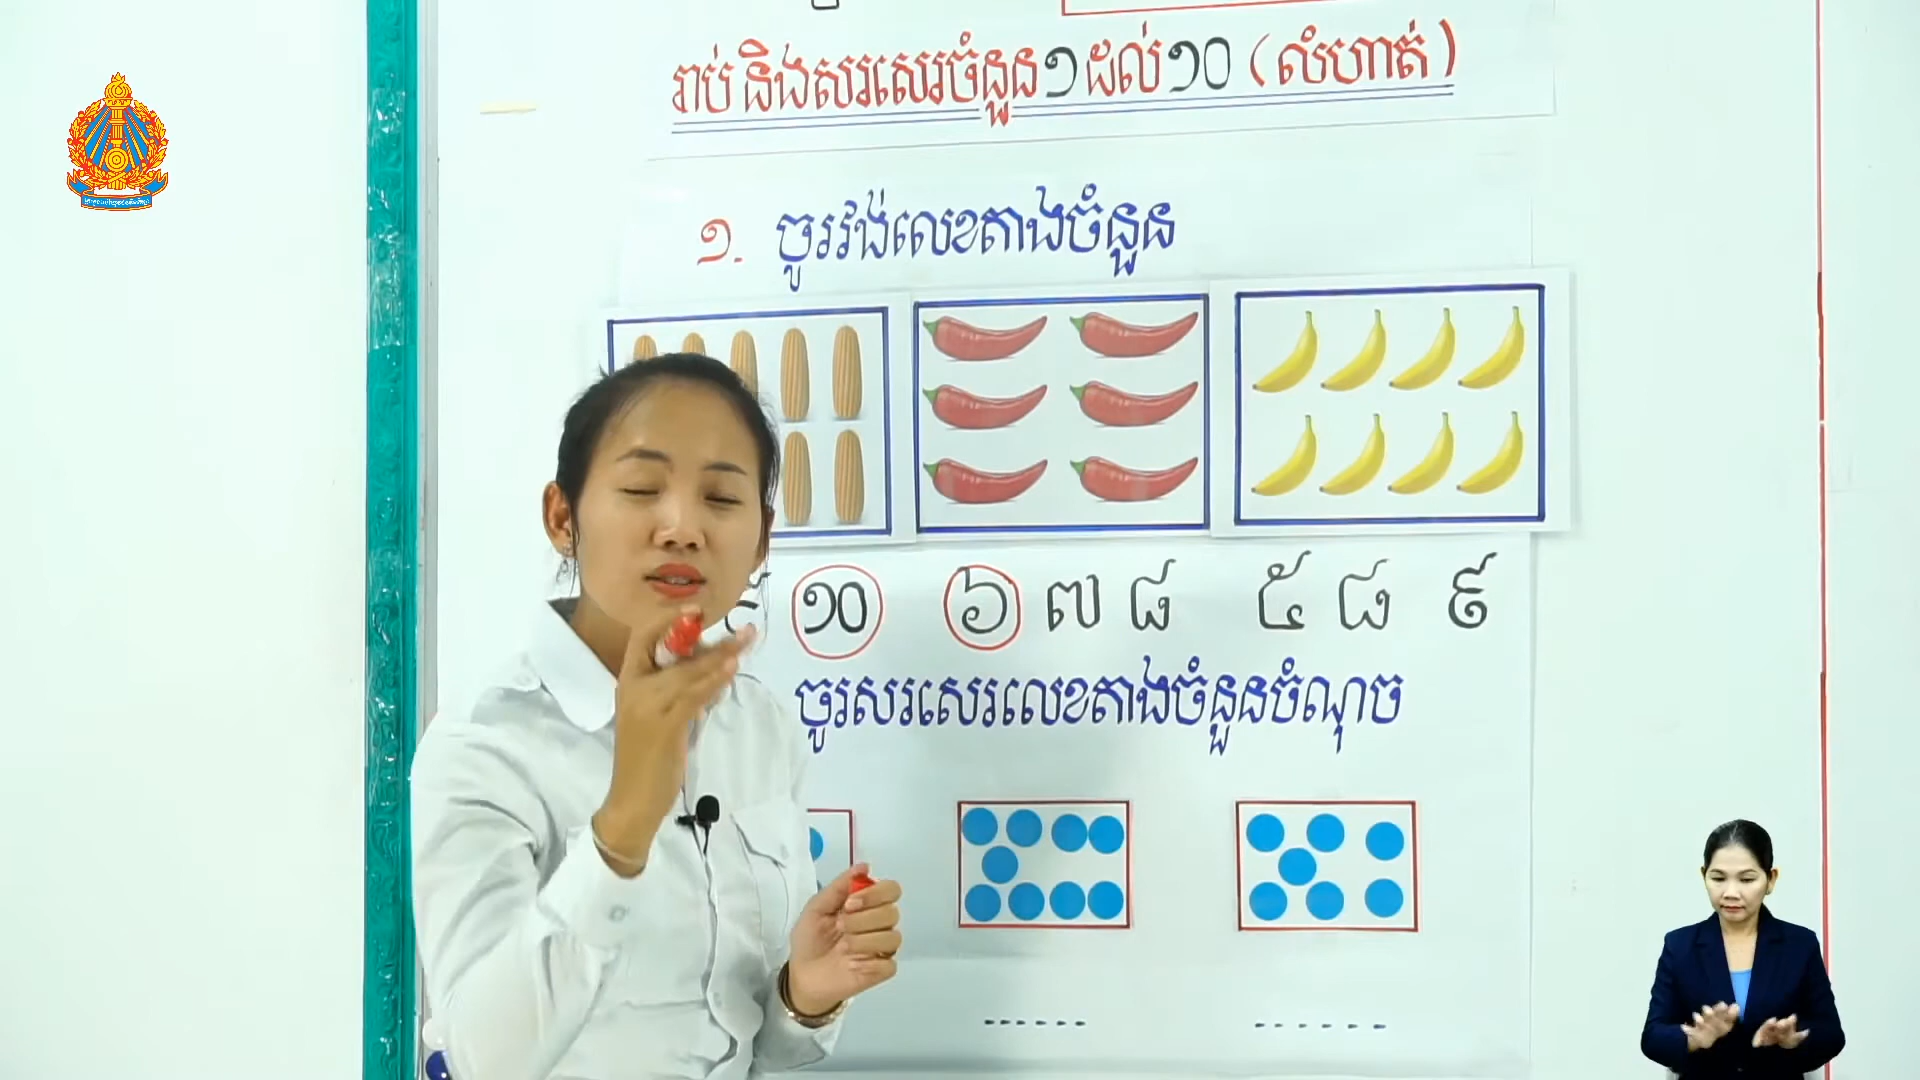 រាប់ និងសរសេរចំនួន១ដល់១០ (លំហាត់)
១. ចូរវង់លេខតាងចំនួន
១០ ៦ ៧ ៨ ៥ ៨ ៩
ចូរសរសេរលេខតាងចំនួនចំណុច